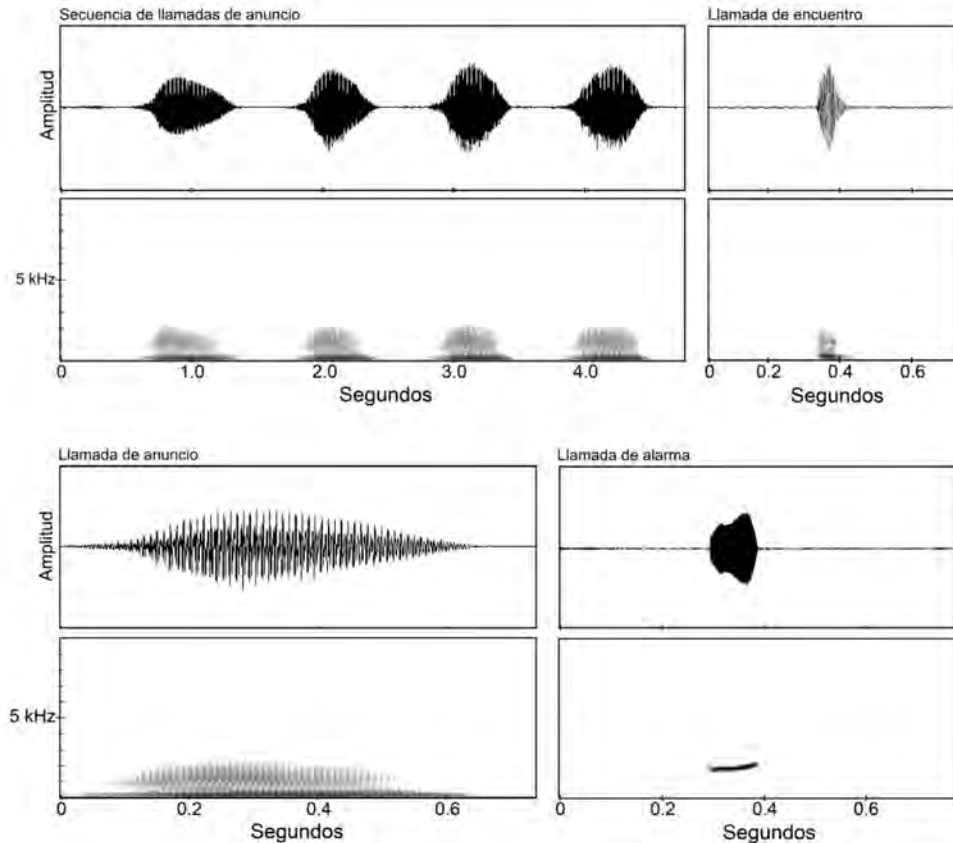 Secuencia de llamadas de anuncio
Llamada de encuentro
Amplitud
5 kHz
0 1.0 2.0 3.0 4.0
Segundos
0 0.2 0.4 0.6
Segundos
Llamada de anuncio
Llamada de alarma
Amplitud
5 kHz
0 0.2 0.4 0.6
Segundos
0 0.2 0.4 0.6
Segundos